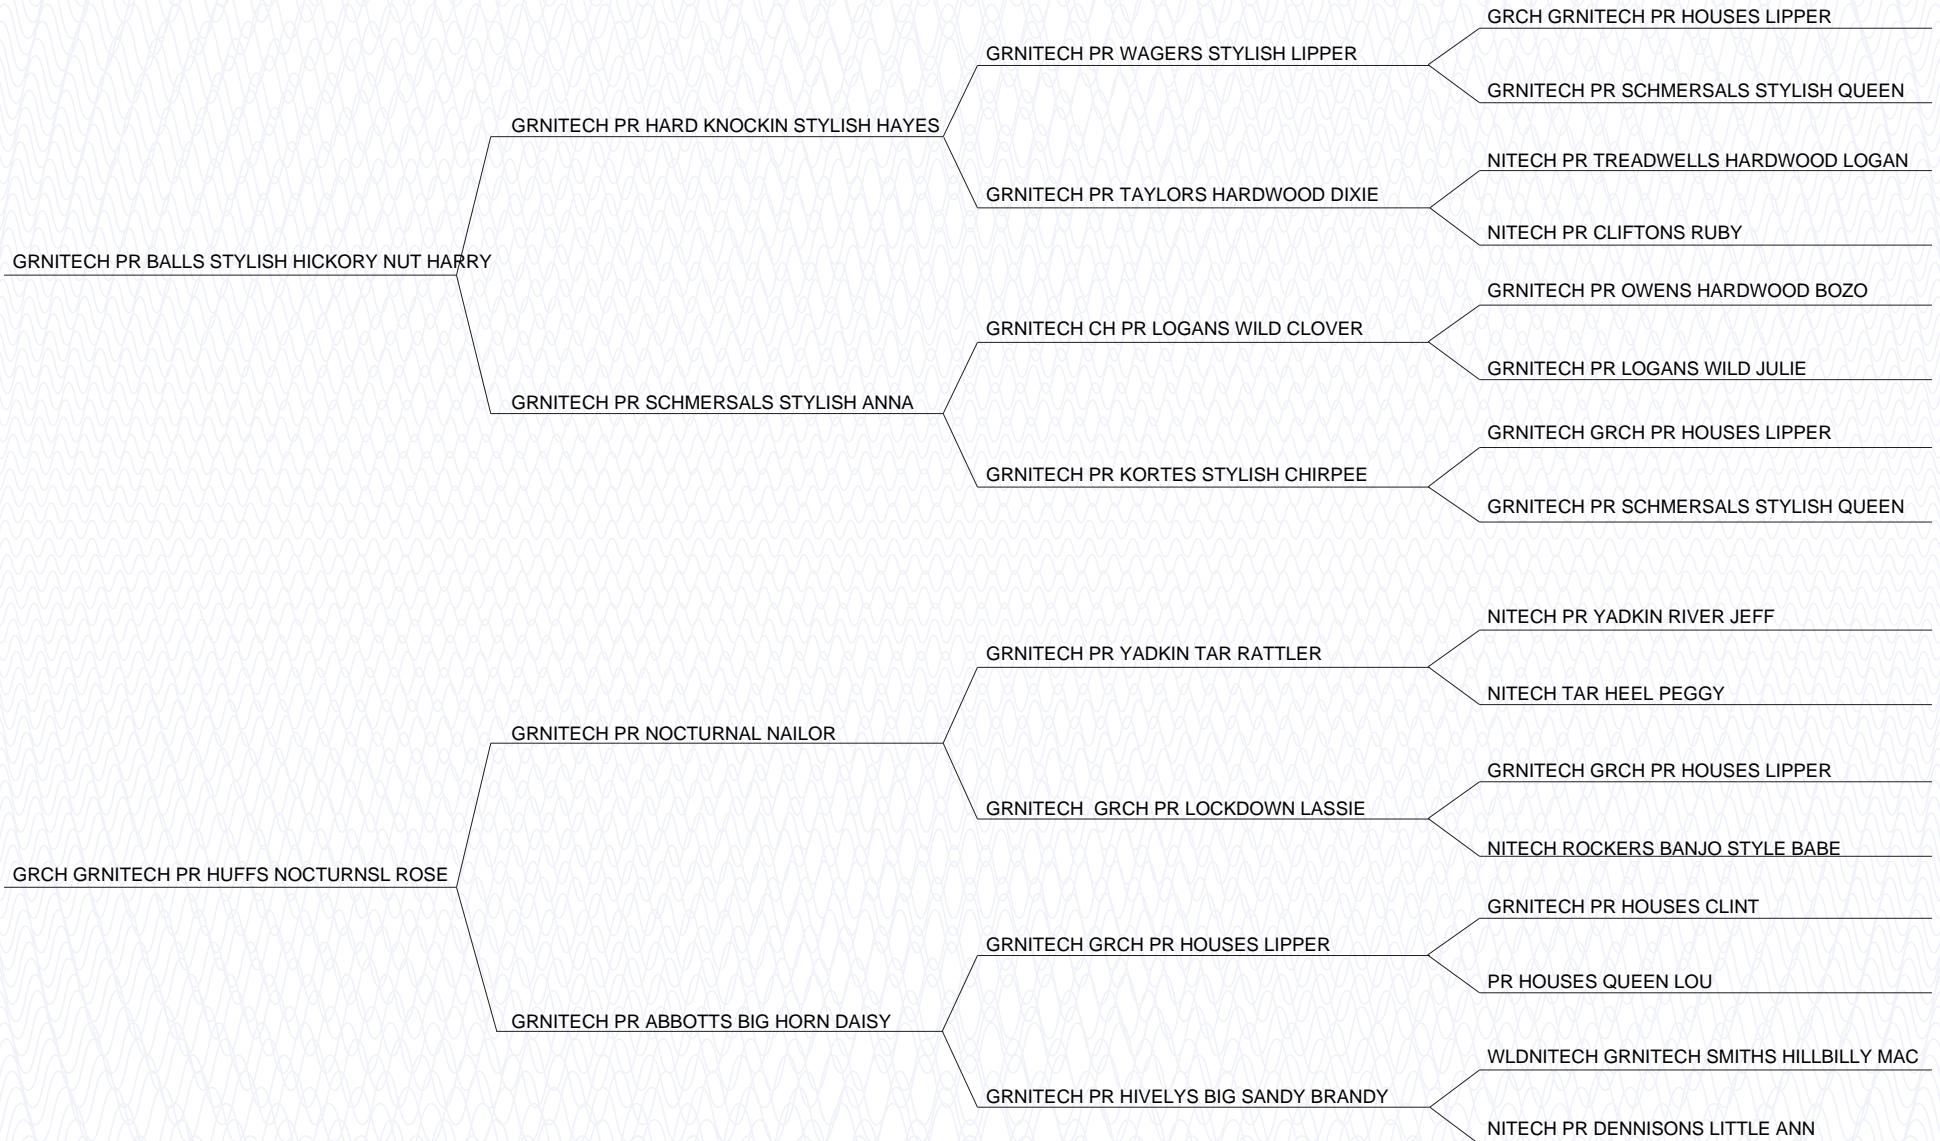 GRCH GRNITECH PR HOUSES LIPPER
GRNITECH PR WAGERS STYLISH LIPPER
GRNITECH PR SCHMERSALS STYLISH QUEEN
GRNITECH PR HARD KNOCKIN STYLISH HAYES
NITECH PR TREADWELLS HARDWOOD LOGAN
GRNITECH PR TAYLORS HARDWOOD DIXIE
NITECH PR CLIFTONS RUBY
GRNITECH PR BALLS STYLISH HICKORY NUT HARRY
GRNITECH PR OWENS HARDWOOD BOZO
GRNITECH CH PR LOGANS WILD CLOVER
GRNITECH PR LOGANS WILD JULIE
GRNITECH PR SCHMERSALS STYLISH ANNA
GRNITECH GRCH PR HOUSES LIPPER
GRNITECH PR KORTES STYLISH CHIRPEE
GRNITECH PR SCHMERSALS STYLISH QUEEN
NITECH PR YADKIN RIVER JEFF
GRNITECH PR YADKIN TAR RATTLER
NITECH TAR HEEL PEGGY
GRNITECH PR NOCTURNAL NAILOR
GRNITECH GRCH PR HOUSES LIPPER
GRNITECH  GRCH PR LOCKDOWN LASSIE
NITECH ROCKERS BANJO STYLE BABE
GRCH GRNITECH PR HUFFS NOCTURNSL ROSE
GRNITECH PR HOUSES CLINT
GRNITECH GRCH PR HOUSES LIPPER
PR HOUSES QUEEN LOU
GRNITECH PR ABBOTTS BIG HORN DAISY
WLDNITECH GRNITECH SMITHS HILLBILLY MAC
GRNITECH PR HIVELYS BIG SANDY BRANDY
NITECH PR DENNISONS LITTLE ANN